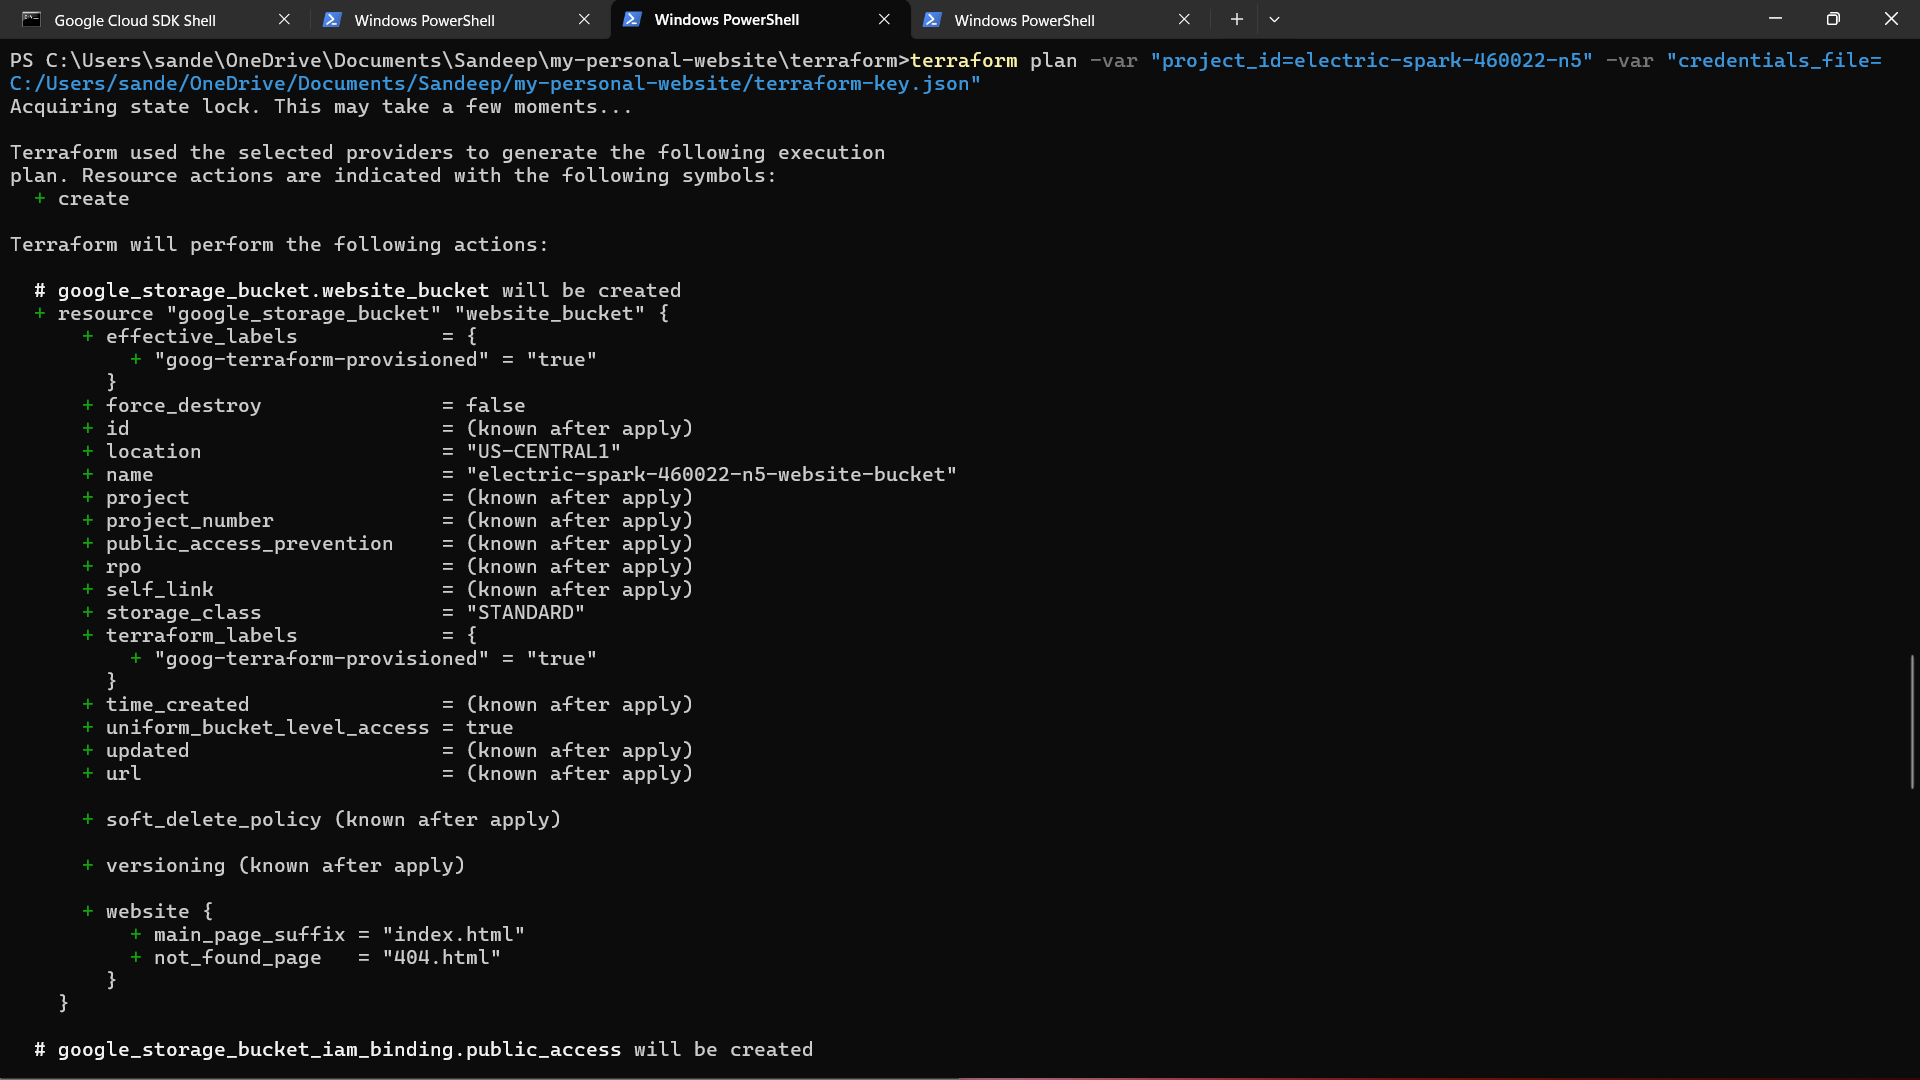 Google Cloud SDK Shell
Windows PowerShell
Windows PowerShell
Windows PowerShell
PS C:\Users\sande\OneDrive\Documents\Sandeep\my-personal-website\terraform>terraform plan -var "project_id=electric-spark-460022-n5" -var "credentials_file=
C:/Users/sande/OneDrive/Documents/Sandeep/my-personal-website/terraform-key.json"
Acquiring state lock. This may take a few moments...
Terraform used the selected providers to generate the following execution
plan. Resource actions are indicated with the following symbols:
  + create
Terraform will perform the following actions:
  # google_storage_bucket.website_bucket will be created
  + resource "google_storage_bucket" "website_bucket" {
      + effective_labels            = {
          + "goog-terraform-provisioned" = "true"
        }
      + force_destroy               = false
      + id                          = (known after apply)
      + location                    = "US-CENTRAL1"
      + name                        = "electric-spark-460022-n5-website-bucket"
      + project                     = (known after apply)
      + project_number              = (known after apply)
      + public_access_prevention    = (known after apply)
      + rpo                         = (known after apply)
      + self_link                   = (known after apply)
      + storage_class               = "STANDARD"
      + terraform_labels            = {
          + "goog-terraform-provisioned" = "true"
        }
      + time_created                = (known after apply)
      + uniform_bucket_level_access = true
      + updated                     = (known after apply)
      + url                         = (known after apply)
      + soft_delete_policy (known after apply)
      + versioning (known after apply)
      + website {
          + main_page_suffix = "index.html"
          + not_found_page   = "404.html"
        }
    }
  # google_storage_bucket_iam_binding.public_access will be created